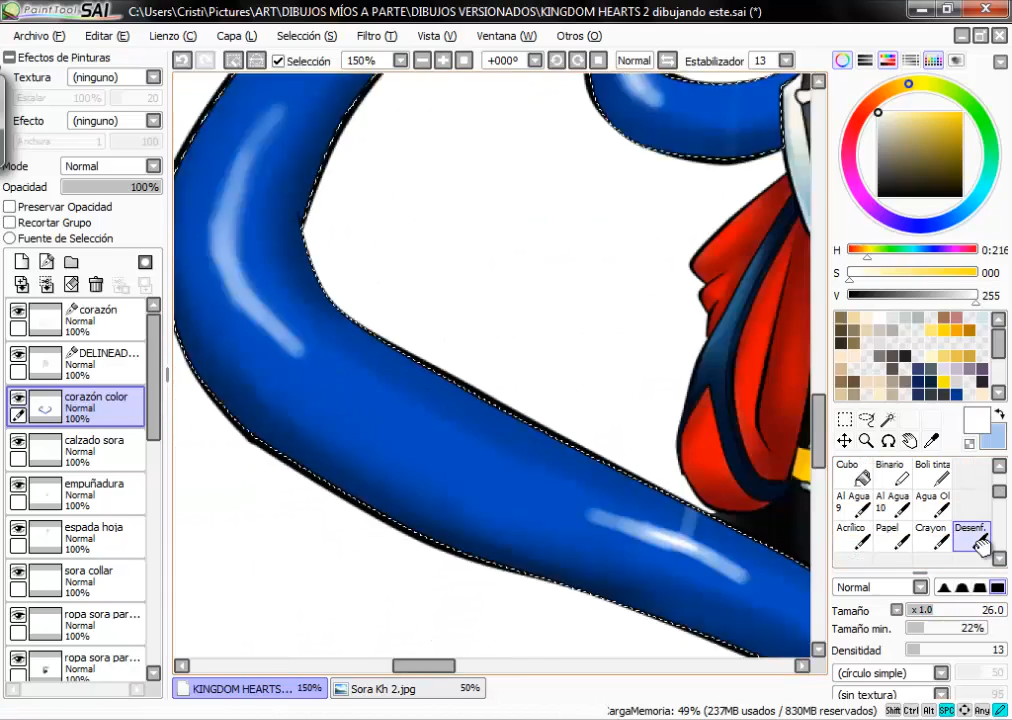 PaintTool SAI C:\Users\Cristi\Pictures\ART\DIBUJOS MÍOS A PARTE\DIBUJOS VERSIONADOS\KINGDOM HEARTS 2 dibujando este.sai (*)
Archivo (F) Editar (E) Lienzo (C) Capa (L) Selección (S) Filtro (T) Vista (V) Ventana (W) Otros (O)
Efectos de Pinturas Selección 150% +000° Normal Estabilizador 13
Textura (ninguno)
Escalar 100% 20
Efecto (ninguno)
Anchura 1 100
Mode Normal
Opacidad 100%
Preservar Opacidad
Recortar Grupo
Fuente de Selección
corazón
Normal
100%
DELINEAD...
Normal
100%
corazón color
Normal
100%
calzado sora
Normal
100%
empuñadura
Normal
100%
espada hoja
Normal
100%
sora collar
Normal
100%
ropa sora par...
Normal
100%
ropa sora par...
Normal
100%
H 0:216
S 000
V 255
Cubo Binario Boli tinta
Al Agua 9 Al Agua 10 Agua Ol
Acrílico Papel Crayon Desenf.
Normal
Tamaño x 1.0 26.0
Tamaño min. 22%
Densitidad 13
(círculo simple) 50
(sin textura) 95
KINGDOM HEARTS... 150% Sora Kh 2.jpg 50%
CargaMemoria: 49% (237MB usados / 830MB reservados) Shift Ctrl Alt SPC Any